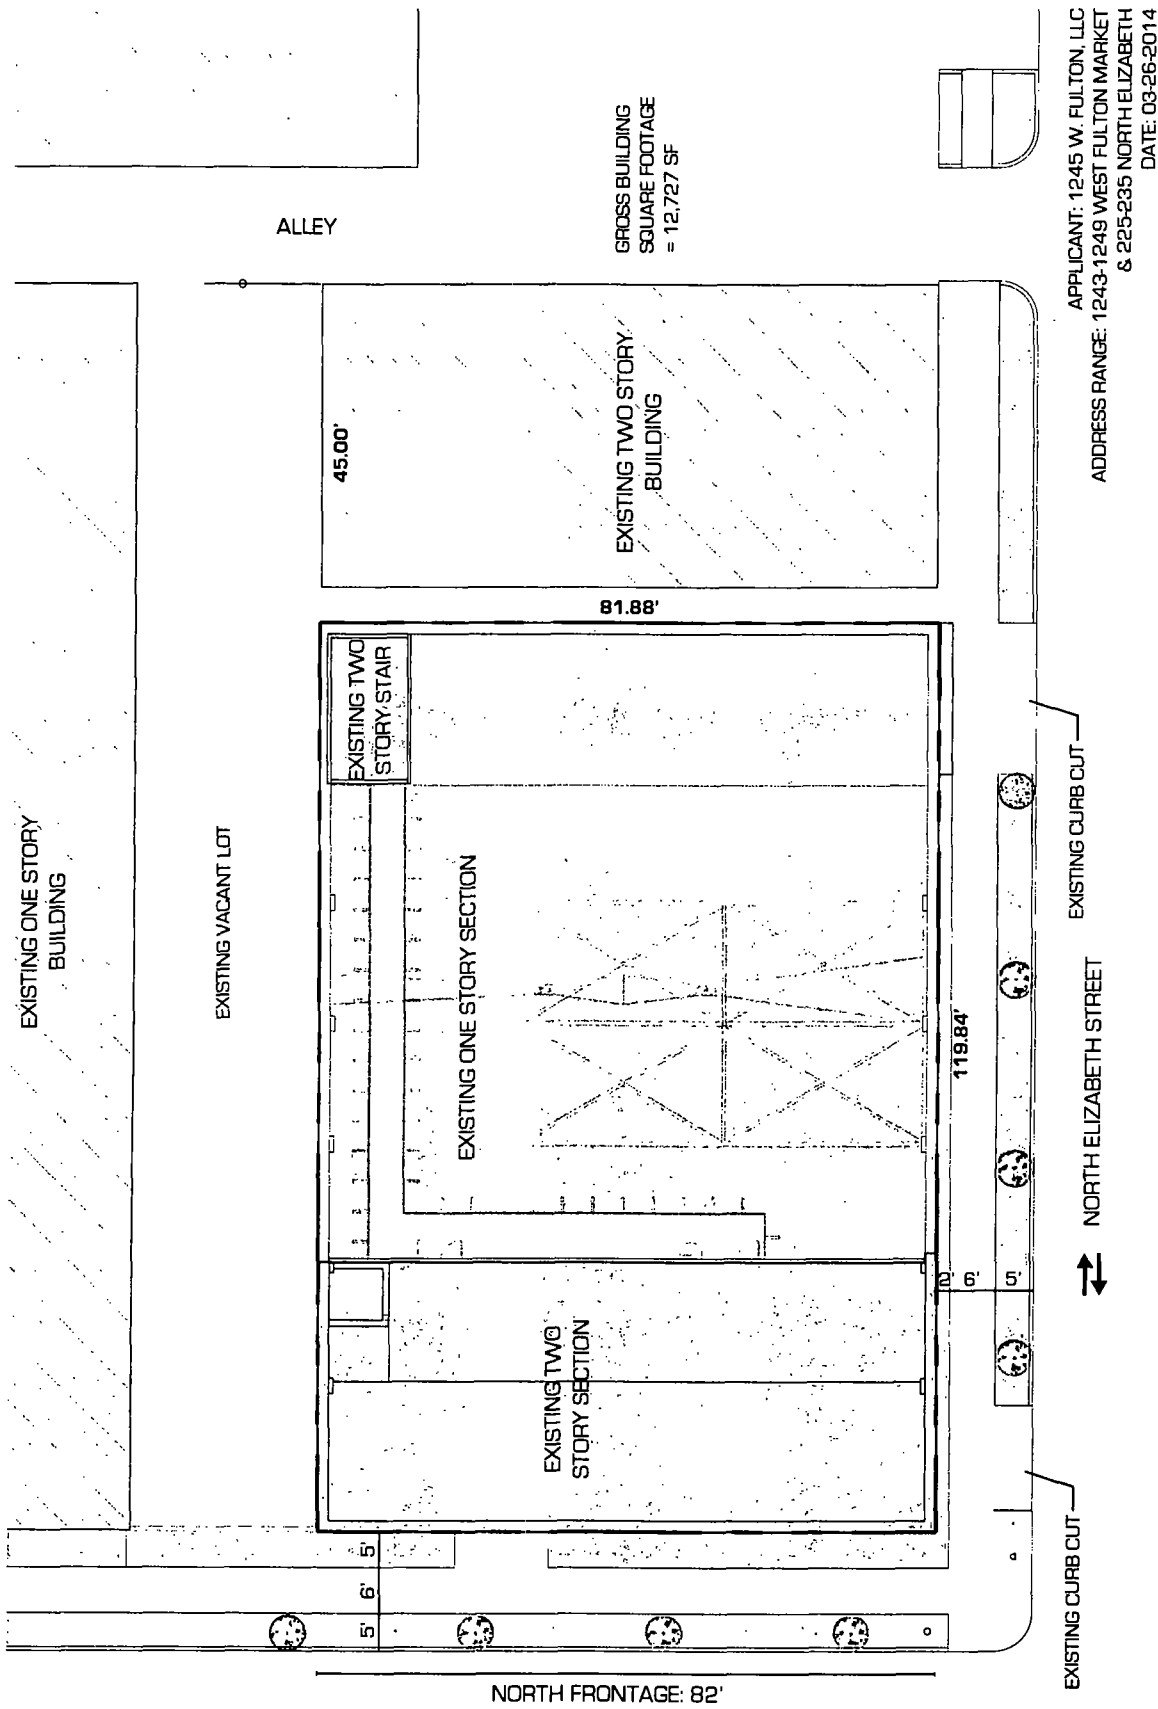 APPLICANT: 1245 W. FULTON, LLC
ADDRESS RANGE: 1243-1249 WEST FULTON MARKET
& 225-235 NORTH ELIZABETH
DATE: 03-26-2014
ALLEY
GROSS BUILDING
SQUARE FOOTAGE
= 12,727 SF
45.00'
EXISTING TWO STORY
BUILDING
81.88'
EXISTING TWO
STORY STAIR
EXISTING ONE STORY
BUILDING
EXISTING VACANT LOT
EXISTING ONE STORY SECTION
119.84'
EXISTING CURB CUT
NORTH ELIZABETH STREET
2' 6' 5'
EXISTING TWO
STORY SECTION
5' 6' 5'
EXISTING CURB CUT
NORTH FRONTAGE: 82'